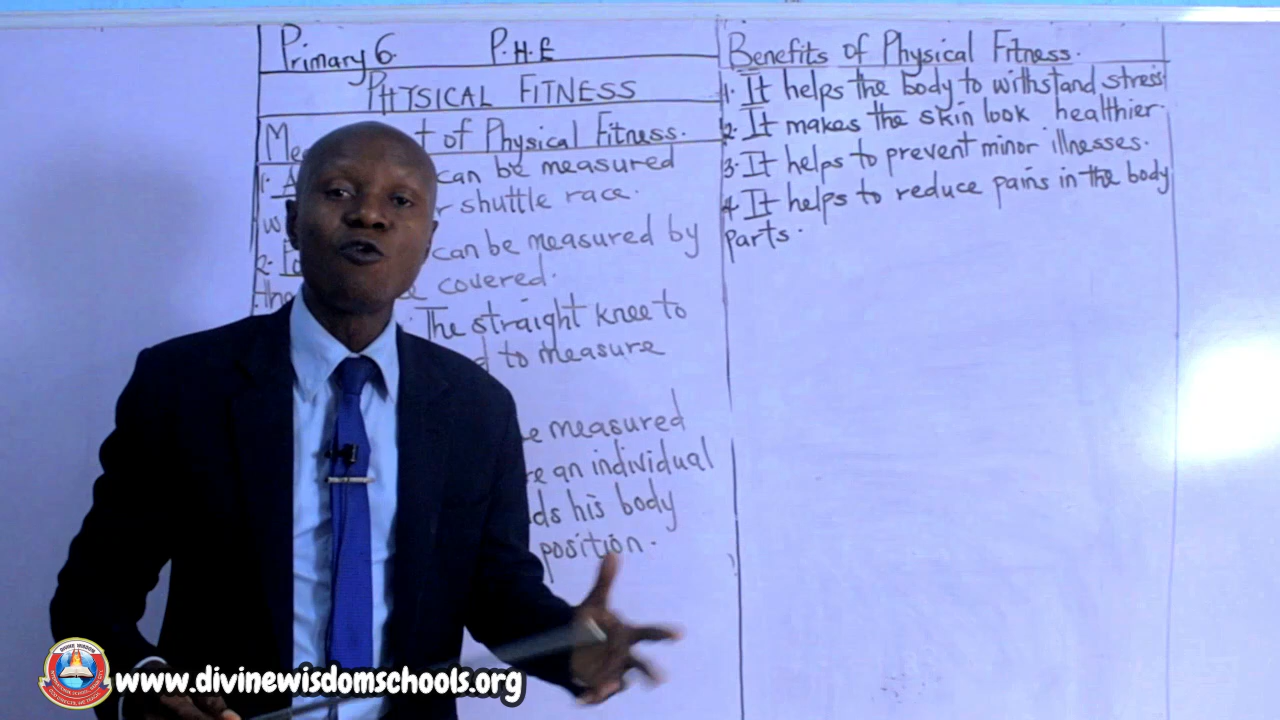 Primary 6. P.H.E
PHYSICAL FITNESS
t of Physical Fitness.
1. can be measured
shuttle race.
2. can be measured by
covered.
The straight knee to
to measure
measured
an individual
his body
position.
Benefits of Physical Fitness.
1. It helps the body to withstand stress
2. It makes the skin look healthier.
3. It helps to prevent minor illnesses.
4. It helps to reduce pains in the body
parts.
www.divinewisdomschools.org